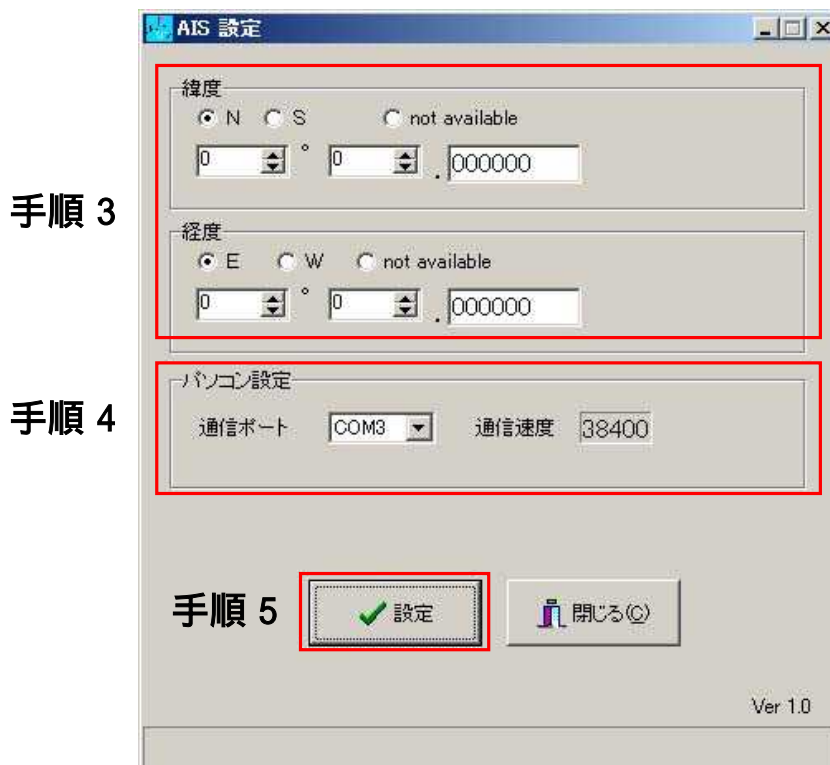 AIS 設定
緯度
N S not available
0 ° 0 . 000000
手順 3
経度
E W not available
0 ° 0 . 000000
パソコン設定
手順 4
通信ポート COM3 通信速度 38400
手順 5 設定 閉じる(C)
Ver 1.0